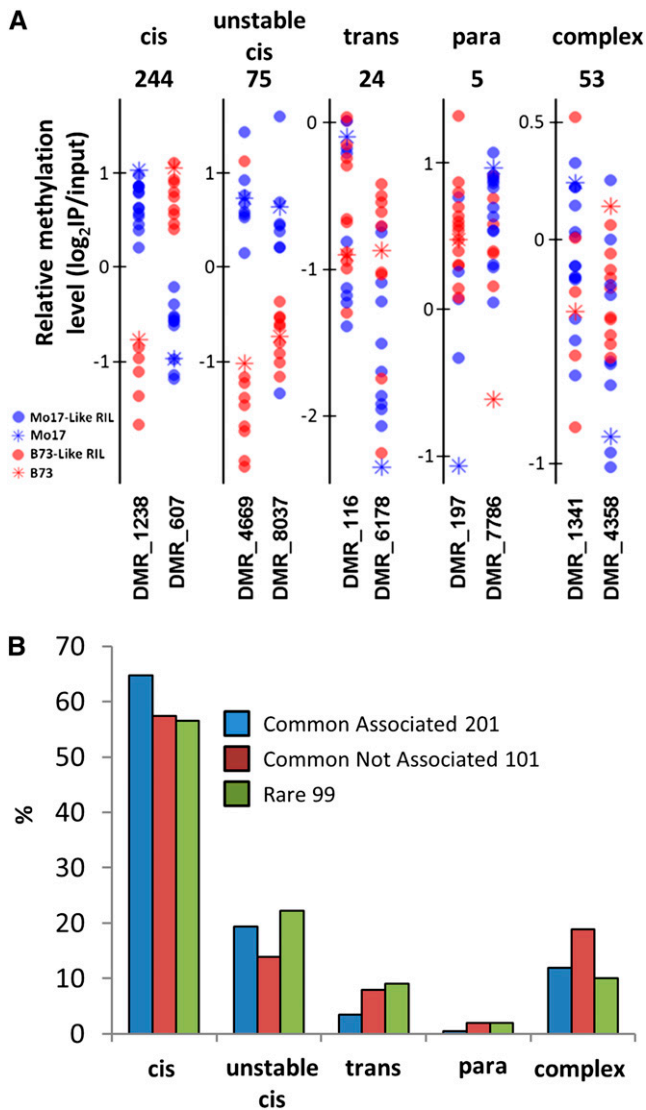 A
cis
244
unstable
cis
75
trans
24
para
5
complex
53
Relative methylation
level (log2IP/input)
1
0
-1
1
0
-1
0
-1
-2
1
0
-1
0.5
0
-1
Mo17-Like RIL
Mo17
B73-Like RIL
B73
DMR_1238
DMR_607
DMR_4669
DMR_8037
DMR_116
DMR_6178
DMR_197
DMR_7786
DMR_1341
DMR_4358
B
%
70
60
50
40
30
20
10
0
Common Associated 201
Common Not Associated 101
Rare 99
cis
unstable
cis
trans
para
complex